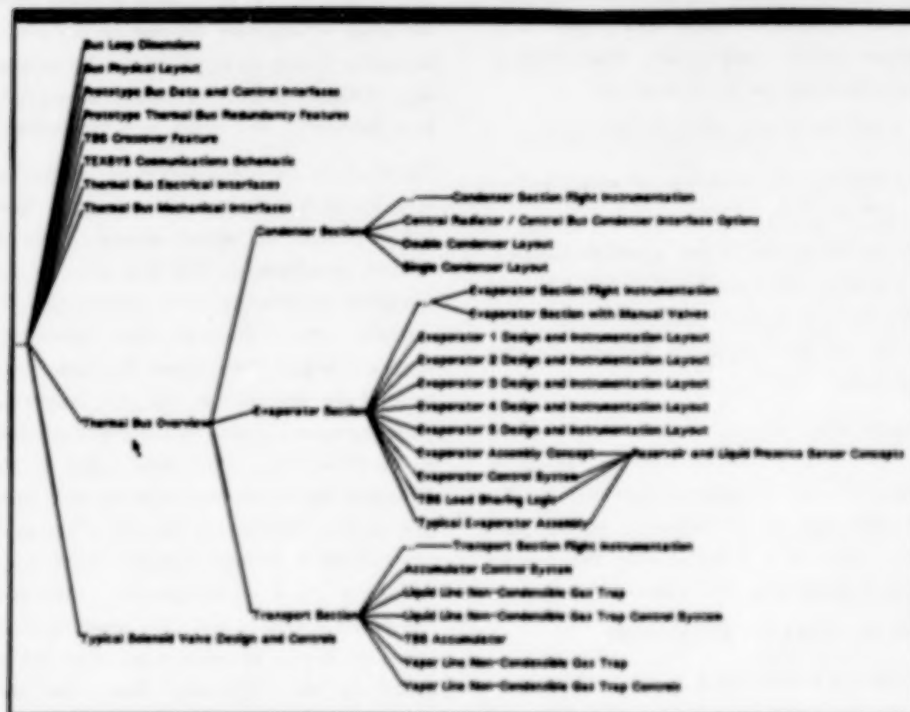 Bus Loop Dimensions
Bus Physical Layout
Prototype Bus Data and Control Interfaces
Prototype Thermal Bus Redundancy Features
TBS Crossover Feature
TEXSYS Communications Schematic
Thermal Bus Electrical Interfaces
Thermal Bus Mechanical Interfaces
Condenser Section Flight Instrumentation
Central Radiator / Central Bus Condenser Interface Options
Condenser Section
Double Condenser Layout
Single Condenser Layout
Evaporator Section Flight Instrumentation
Evaporator Section with Manual Valves
Evaporator 1 Design and Instrumentation Layout
Evaporator 2 Design and Instrumentation Layout
Evaporator 3 Design and Instrumentation Layout
Evaporator 4 Design and Instrumentation Layout
Evaporator 5 Design and Instrumentation Layout
Thermal Bus Overview
Evaporator Section
Evaporator Assembly Concept
Reservoir and Liquid Presence Sensor Concepts
Evaporator Control System
TBS Load Sharing Logic
Typical Evaporator Assembly
Transport Section Flight Instrumentation
Accumulator Control System
Liquid Line Non-Condensible Gas Trap
Transport Section
Liquid Line Non-Condensible Gas Trap Control System
Typical Solenoid Valve Design and Controls
TBS Accumulator
Vapor Line Non-Condensible Gas Trap
Vapor Line Non-Condensible Gas Trap Controls